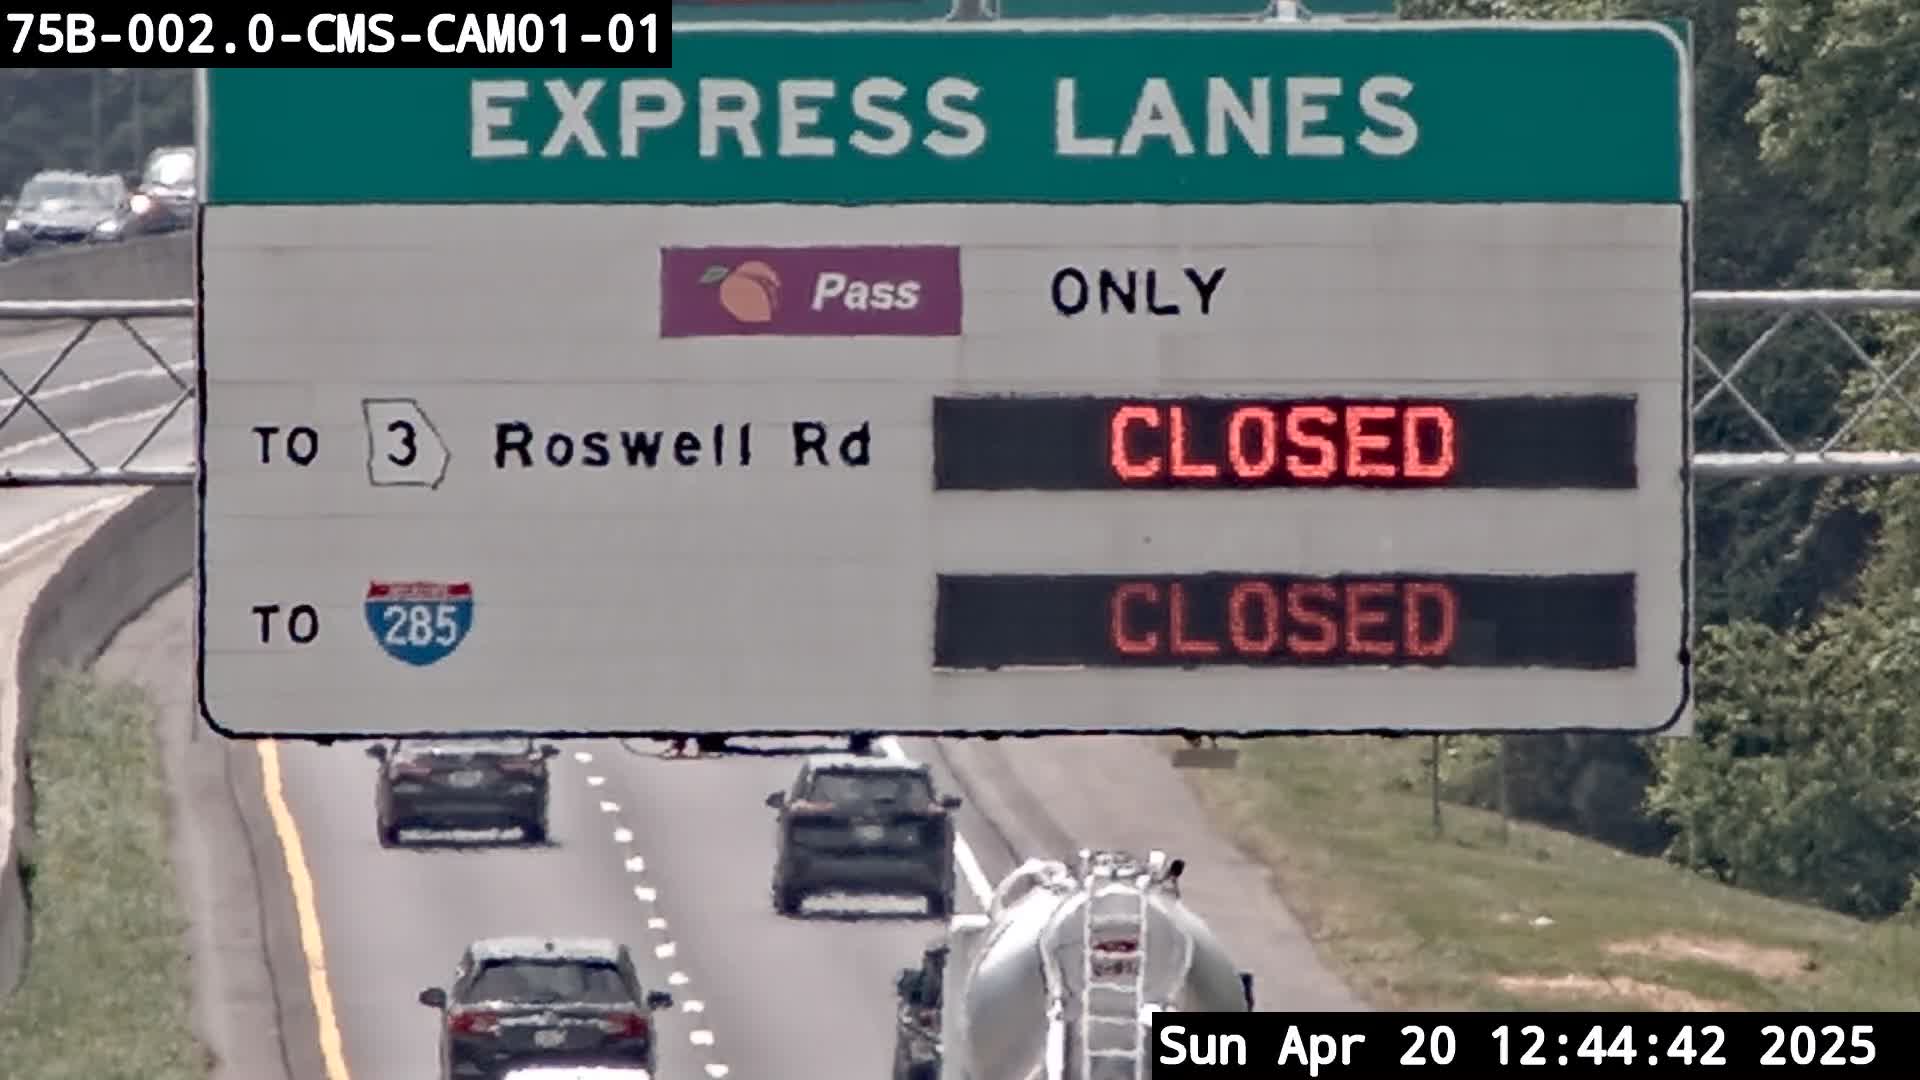 75B-002.0-CMS-CAM01-01
EXPRESS LANES
Pass ONLY
TO 3 Roswell Rd CLOSED
TO 285 CLOSED
Sun Apr 20 12:44:42 2025